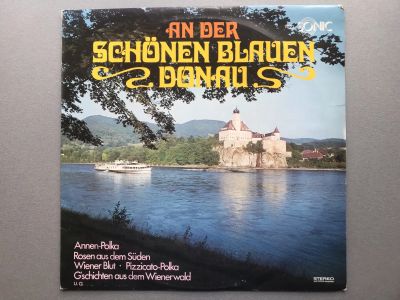 AN DER
SONIC
SCHÖNEN BLAUEN
DONAU
Annen-Polka
Rosen aus dem Süden
Wiener Blut · Pizzicato-Polka
Gschichten aus dem Wienerwald
U.G.
STEREO